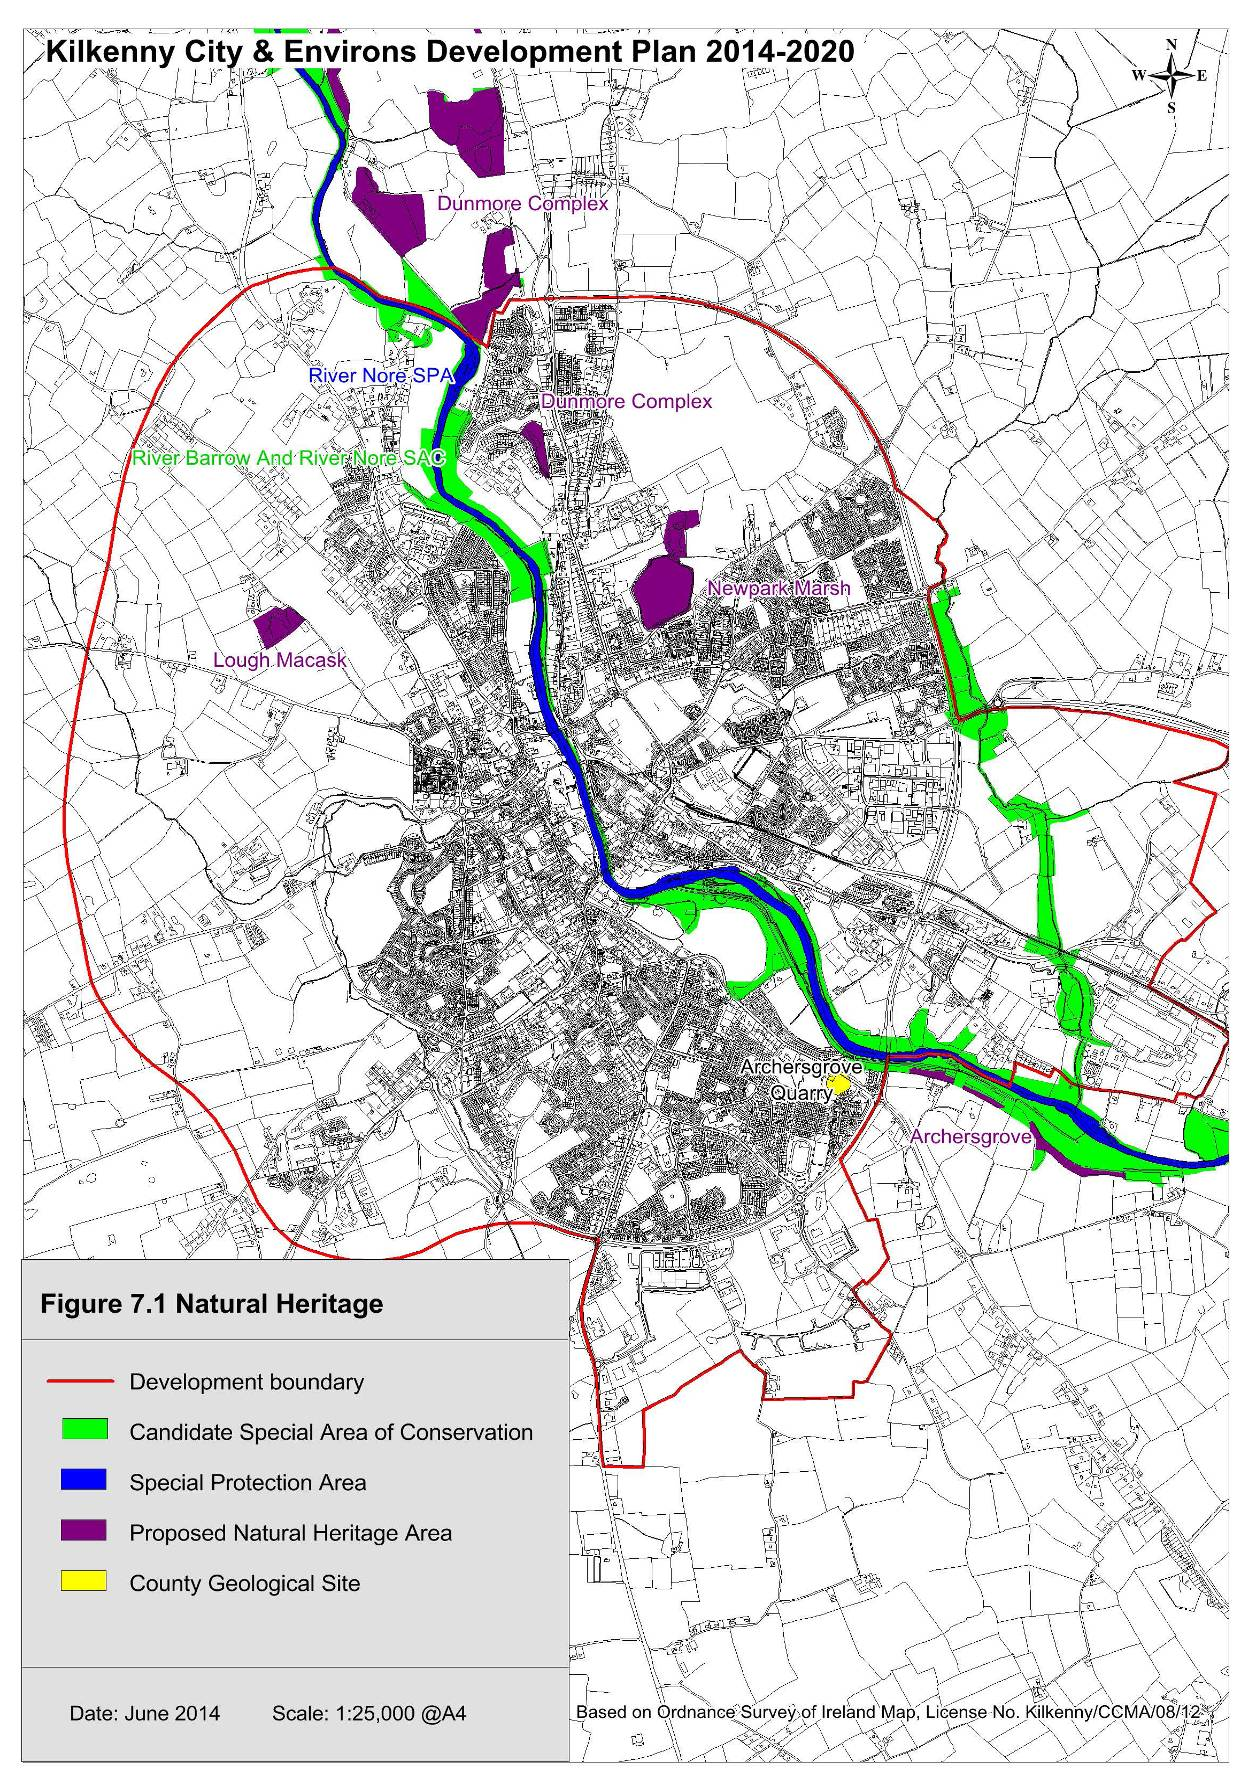 Kilkenny City & Environs Development Plan 2014-2020
N
W E
S
Dunmore Complex
River Nore SPA
Dunmore Complex
River Barrow And River Nore SAC
Newpark Marsh
Lough Macask
Archersgrove
Quarry
Archersgrove
Figure 7.1 Natural Heritage
Development boundary
Candidate Special Area of Conservation
Special Protection Area
Proposed Natural Heritage Area
County Geological Site
Date: June 2014 Scale: 1:25,000 @A4
Based on Ordnance Survey of Ireland Map, License No. Kilkenny/CCMA/08/12